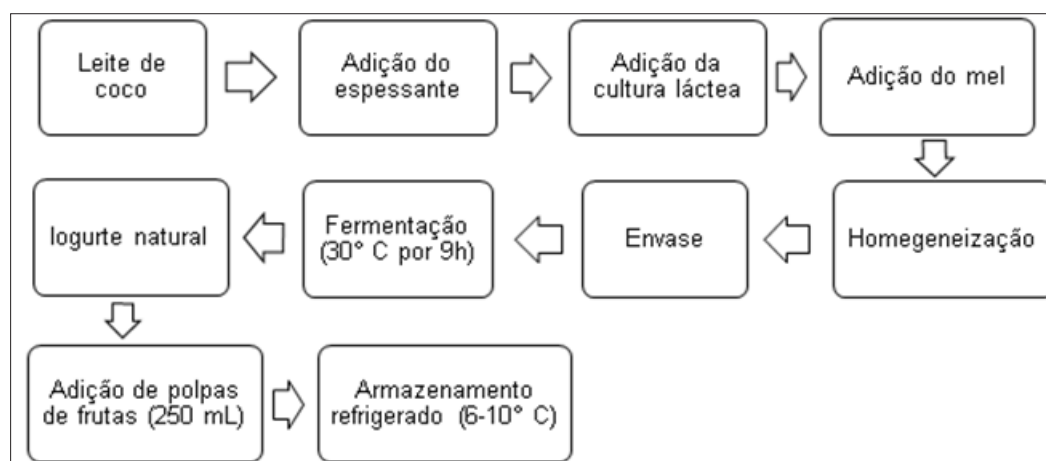 Leite de
coco
Adição do
espessante
Adição da
cultura láctea
Adição do mel
Homegeneização
Envase
Fermentação
(30° C por 9h)
Iogurte natural
Adição de polpas
de frutas (250 mL)
Armazenamento
refrigerado (6-10° C)